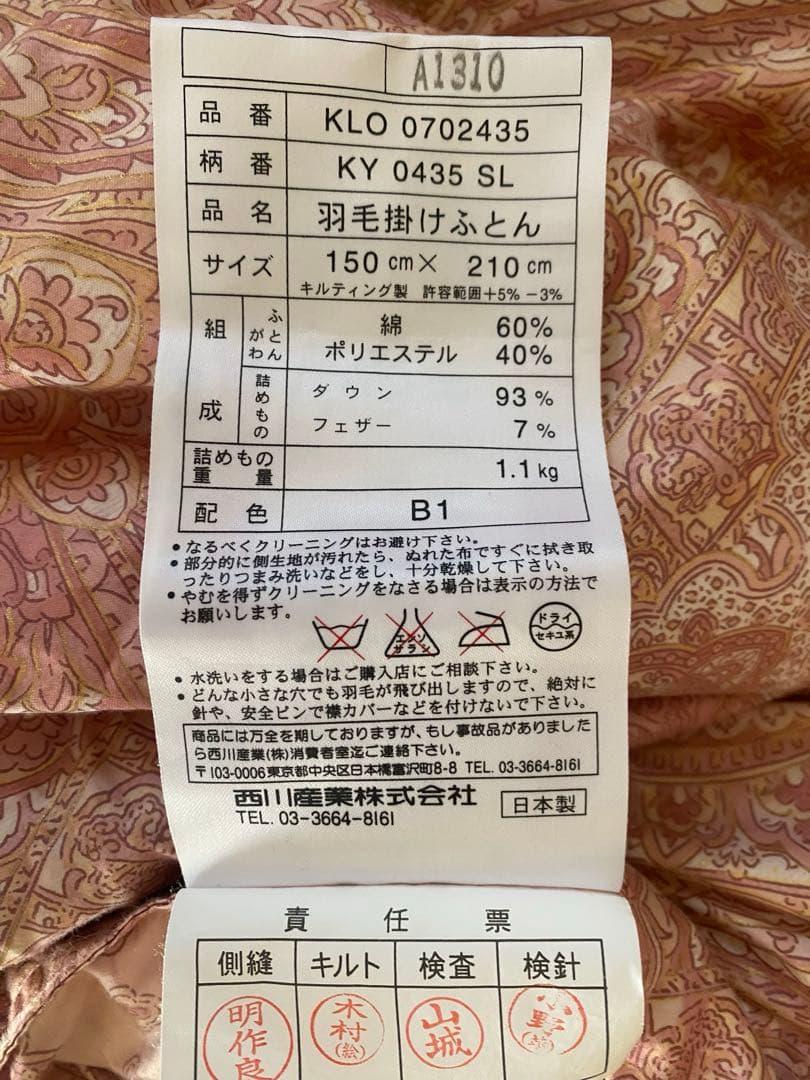 A1310
品番 KLO 0702435
柄番 KY 0435 SL
品名 羽毛掛けふとん
サイズ 150cm× 210cm
キルティング製 許容範囲+5% −3%
組成 ふとんがわ 綿 60%
ポリエステル 40%
詰めもの ダウン 93%
フェザー 7%
詰めもの重量 1.1kg
配色 B1
•なるべくクリーニングはお避け下さい。
•部分的に側生地が汚れたら、ぬれた布ですぐに拭き取
ったりつまみ洗いなどをし、十分乾燥して下さい。
•やむを得ずクリーニングをなさる場合は表示の方法で
お願いします。
エンソサラシ
ドライ
セキユ系
•水洗いをする場合はご購入店にご相談下さい。
•どんな小さな穴でも羽毛が飛び出しますので、絶対に
針や、安全ピンで襟カバーなどを付けないで下さい。
商品には万全を期しておりますが、もし事故品がありました
ら西川産業(株)消費者室迄ご連絡下さい。
〒103-0006東京都中央区日本橋富沢町8-8 TEL. 03-3664-8161
西川産業株式会社 日本製
TEL. 03-3664-8161
責任票
側縫 キルト 検査 検針
明作良 木村(絵) 山城 小野